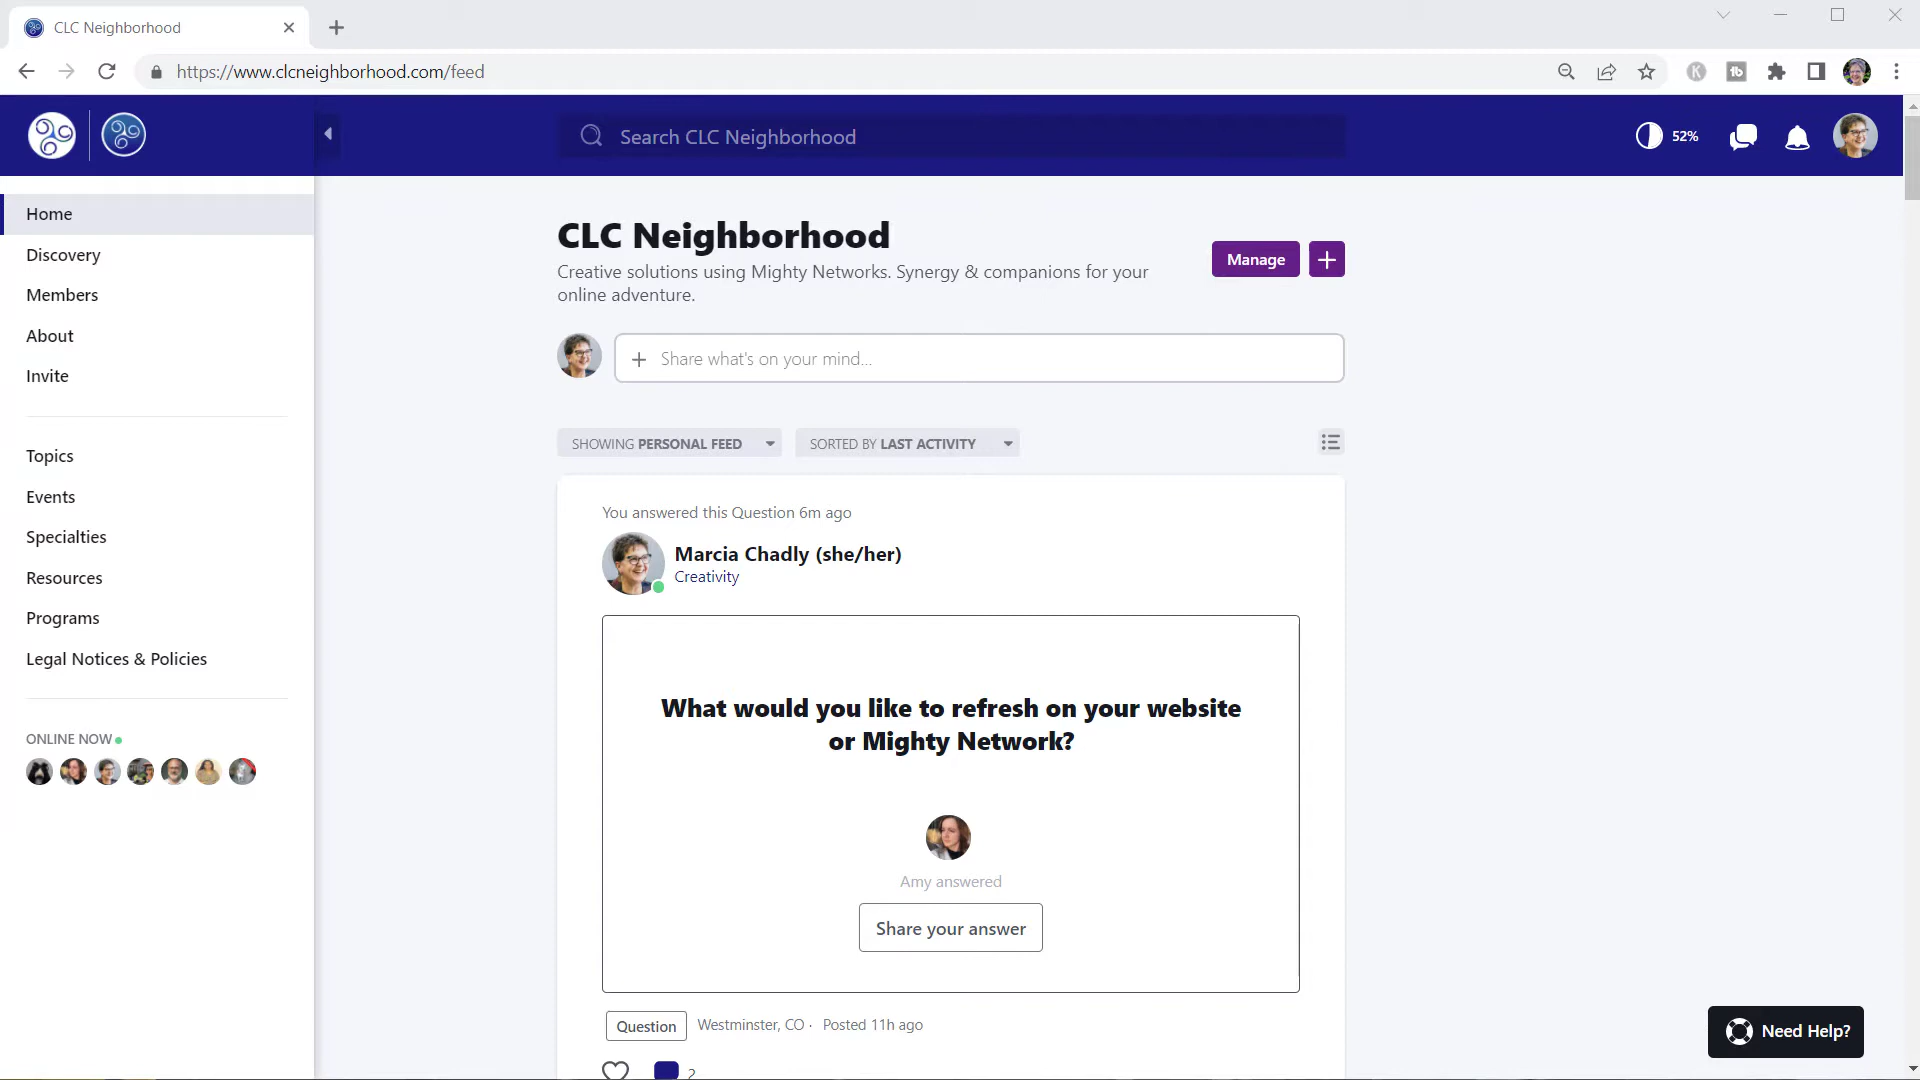 CLC Neighborhood
https://www.clcneighborhood.com/feed
Search CLC Neighborhood
52%
Home
Discovery
Members
About
Invite
Topics
Events
Specialties
Resources
Programs
Legal Notices & Policies
ONLINE NOW
CLC Neighborhood
Creative solutions using Mighty Networks. Synergy & companions for your
online adventure.
Manage
Share what's on your mind...
SHOWING PERSONAL FEED
SORTED BY LAST ACTIVITY
You answered this Question 6m ago
Marcia Chadly (she/her)
Creativity
What would you like to refresh on your website
or Mighty Network?
Amy answered
Share your answer
Question Westminster, CO · Posted 11h ago
2
Need Help?